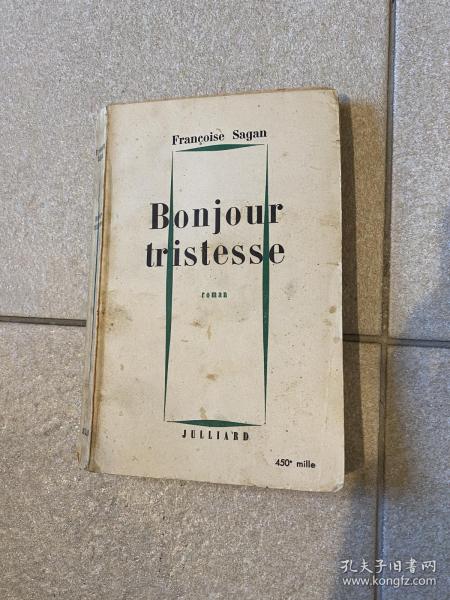 Françoise Sagan
Bonjour
tristesse
roman
JULLIARD
450e mille
孔夫子旧书网
www.kongfz.com